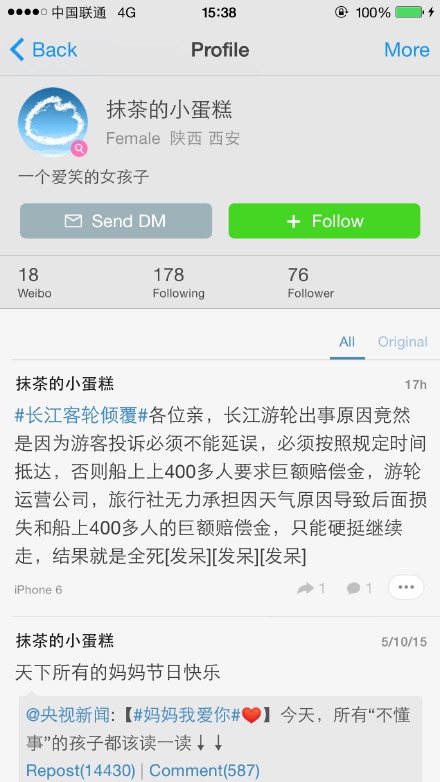 中国联通 4G 15:38 100%
Back Profile More
抹茶的小蛋糕
Female 陕西 西安
一个爱笑的女孩子
Send DM + Follow
18 178 76
Weibo Following Follower
All Original
抹茶的小蛋糕 17h
#长江客轮倾覆#各位亲，长江游轮出事原因竟然
是因为游客投诉必须不能延误，必须按照规定时间
抵达，否则船上上400多人要求巨额赔偿金，游轮
运营公司，旅行社无力承担因天气原因导致后面损
失和船上400多人的巨额赔偿金，只能硬挺继续
走，结果就是全死[发呆][发呆][发呆]
iPhone 6 1 1
抹茶的小蛋糕 5/10/15
天下所有的妈妈节日快乐
@央视新闻:【#妈妈我爱你#❤️】今天，所有“不懂
事”的孩子都该读一读↓↓
Repost(14430) | Comment(587)